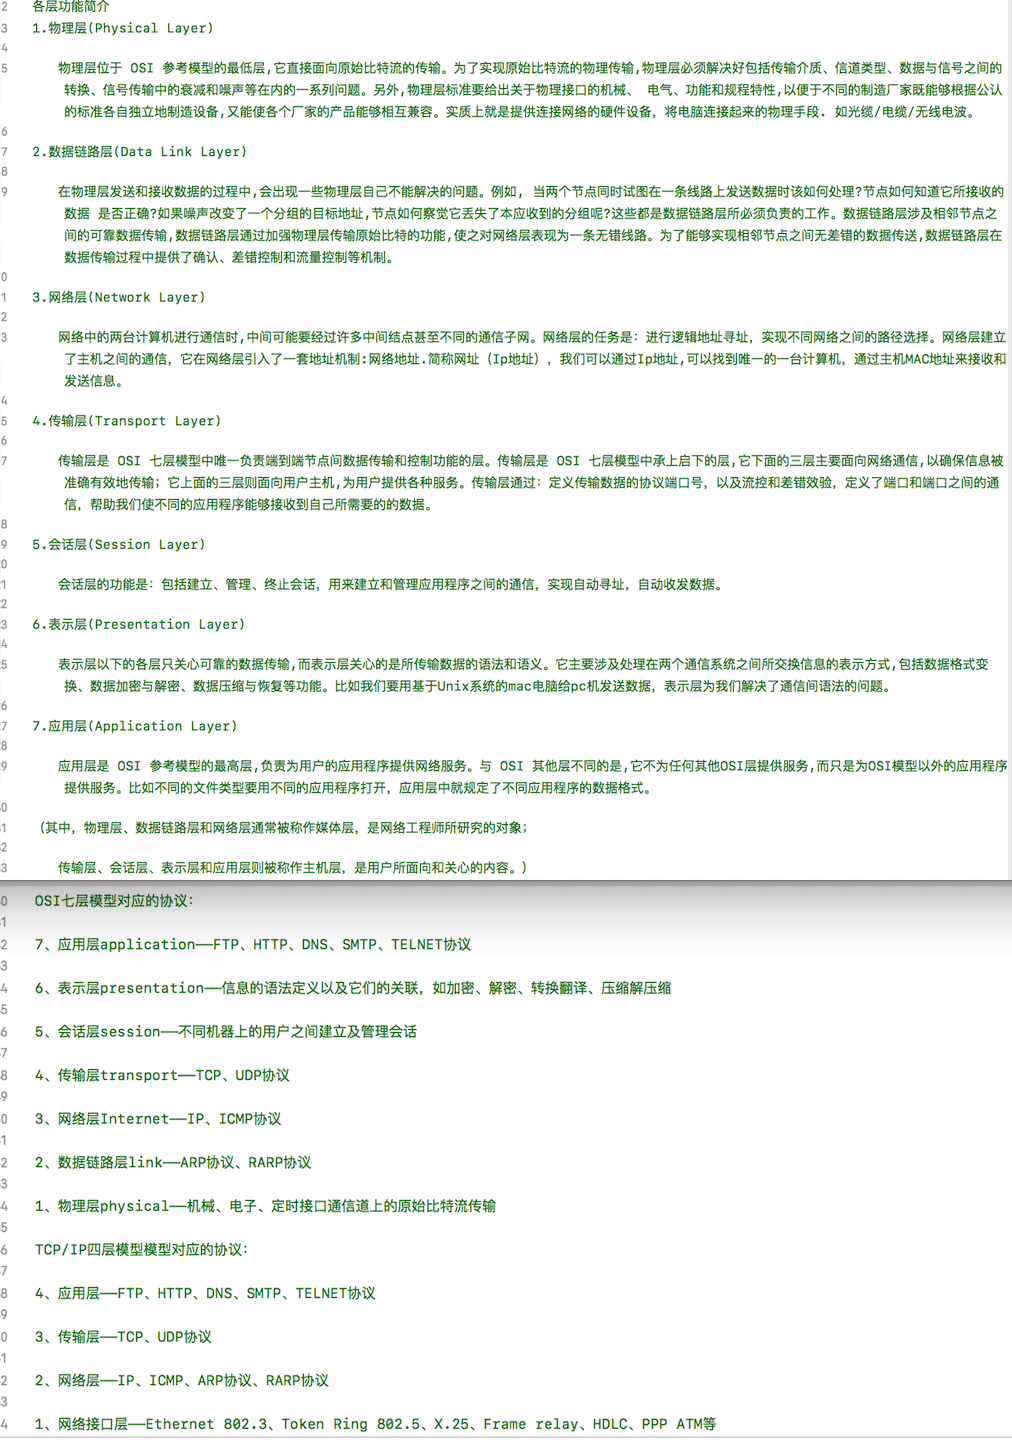 2 各层功能简介
3 1.物理层(Physical Layer)
4
5 物理层位于 OSI 参考模型的最低层,它直接面向原始比特流的传输。为了实现原始比特流的物理传输,物理层必须解决好包括传输介质、信道类型、数据与信号之间的
转换、信号传输中的衰减和噪声等在内的一系列问题。另外,物理层标准要给出关于物理接口的机械、 电气、功能和规程特性,以便于不同的制造厂家既能够根据公认
的标准各自独立地制造设备,又能使各个厂家的产品能够相互兼容。实质上就是提供连接网络的硬件设备，将电脑连接起来的物理手段. 如光缆/电缆/无线电波。
6
7 2.数据链路层(Data Link Layer)
8
9 在物理层发送和接收数据的过程中,会出现一些物理层自己不能解决的问题。例如, 当两个节点同时试图在一条线路上发送数据时该如何处理?节点如何知道它所接收的
数据 是否正确?如果噪声改变了一个分组的目标地址,节点如何察觉它丢失了本应收到的分组呢?这些都是数据链路层所必须负责的工作。数据链路层涉及相邻节点之
间的可靠数据传输,数据链路层通过加强物理层传输原始比特的功能,使之对网络层表现为一条无错线路。为了能够实现相邻节点之间无差错的数据传送,数据链路层在
数据传输过程中提供了确认、差错控制和流量控制等机制。
0
1 3.网络层(Network Layer)
2
3 网络中的两台计算机进行通信时,中间可能要经过许多中间结点甚至不同的通信子网。网络层的任务是：进行逻辑地址寻址，实现不同网络之间的路径选择。网络层建立
了主机之间的通信，它在网络层引入了一套地址机制:网络地址.简称网址（Ip地址），我们可以通过Ip地址,可以找到唯一的一台计算机，通过主机MAC地址来接收和
发送信息。
4
5 4.传输层(Transport Layer)
6
7 传输层是 OSI 七层模型中唯一负责端到端节点间数据传输和控制功能的层。传输层是 OSI 七层模型中承上启下的层,它下面的三层主要面向网络通信,以确保信息被
准确有效地传输；它上面的三层则面向用户主机,为用户提供各种服务。传输层通过：定义传输数据的协议端口号，以及流控和差错效验，定义了端口和端口之间的通
信，帮助我们使不同的应用程序能够接收到自己所需要的的数据。
8
9 5.会话层(Session Layer)
20
21 会话层的功能是：包括建立、管理、终止会话，用来建立和管理应用程序之间的通信，实现自动寻址，自动收发数据。
22
23 6.表示层(Presentation Layer)
24
25 表示层以下的各层只关心可靠的数据传输,而表示层关心的是所传输数据的语法和语义。它主要涉及处理在两个通信系统之间所交换信息的表示方式,包括数据格式变
换、数据加密与解密、数据压缩与恢复等功能。比如我们要用基于Unix系统的mac电脑给pc机发送数据，表示层为我们解决了通信间语法的问题。
26
27 7.应用层(Application Layer)
28
29 应用层是 OSI 参考模型的最高层,负责为用户的应用程序提供网络服务。与 OSI 其他层不同的是,它不为任何其他OSI层提供服务,而只是为OSI模型以外的应用程序
提供服务。比如不同的文件类型要用不同的应用程序打开，应用层中就规定了不同应用程序的数据格式。
30
31 （其中，物理层、数据链路层和网络层通常被称作媒体层，是网络工程师所研究的对象；
32
33 传输层、会话层、表示层和应用层则被称作主机层，是用户所面向和关心的内容。）
0 OSI七层模型对应的协议：
1
2 7、应用层application——FTP、HTTP、DNS、SMTP、TELNET协议
3
4 6、表示层presentation——信息的语法定义以及它们的关联，如加密、解密、转换翻译、压缩解压缩
5
6 5、会话层session——不同机器上的用户之间建立及管理会话
7
8 4、传输层transport——TCP、UDP协议
9
0 3、网络层Internet——IP、ICMP协议
1
2 2、数据链路层link——ARP协议、RARP协议
3
4 1、物理层physical——机械、电子、定时接口通信道上的原始比特流传输
5
6 TCP/IP四层模型模型对应的协议：
7
8 4、应用层——FTP、HTTP、DNS、SMTP、TELNET协议
9
0 3、传输层——TCP、UDP协议
1
2 2、网络层——IP、ICMP、ARP协议、RARP协议
3
4 1、网络接口层——Ethernet 802.3、Token Ring 802.5、X.25、Frame relay、HDLC、PPP ATM等